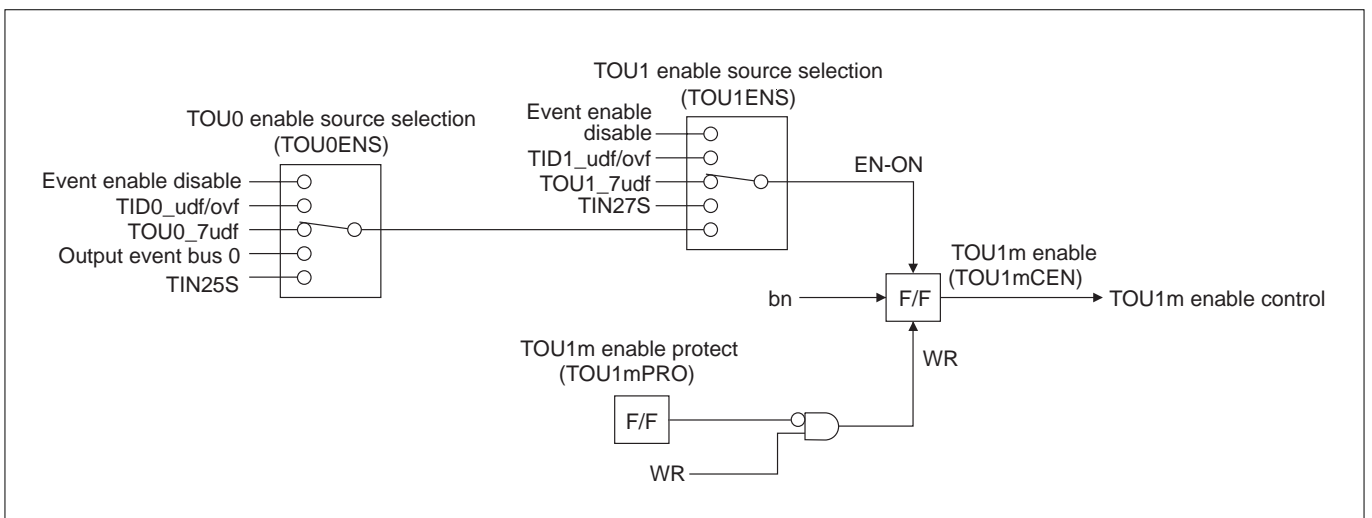 TOU1 enable source selection
(TOU1ENS)
Event enable
disable
TID1_udf/ovf
TOU1_7udf
TIN27S
TOU0 enable source selection
(TOU0ENS)
Event enable disable
TID0_udf/ovf
TOU0_7udf
Output event bus 0
TIN25S
EN-ON
TOU1m enable
(TOU1mCEN)
bn
F/F
TOU1m enable control
TOU1m enable protect
(TOU1mPRO)
F/F
WR
WR